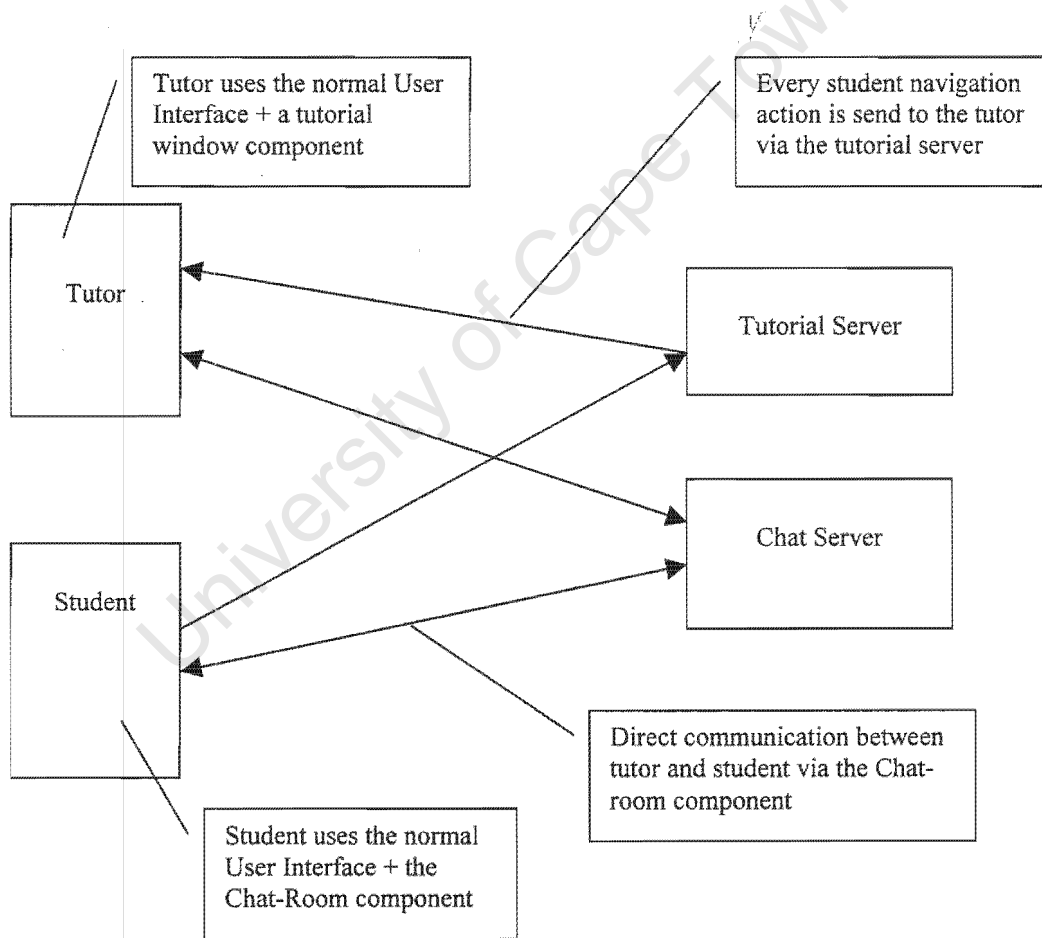 Tutor uses the normal User
Interface + a tutorial
window component
Every student navigation
action is send to the tutor
via the tutorial server
Tutor
Tutorial Server
Student
Chat Server
Direct communication between
tutor and student via the Chat-
room component
Student uses the normal
User Interface + the
Chat-Room component
University of Cape Town